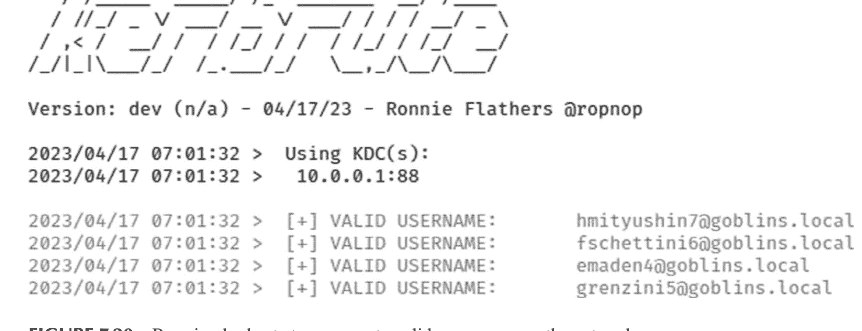 Version: dev (n/a) - 04/17/23 - Ronnie Flathers @ropnop
2023/04/17 07:01:32 > Using KDC(s):
2023/04/17 07:01:32 > 10.0.0.1:88
2023/04/17 07:01:32 > [+] VALID USERNAME: hmityushin7@goblins.local
2023/04/17 07:01:32 > [+] VALID USERNAME: fschettini6@goblins.local
2023/04/17 07:01:32 > [+] VALID USERNAME: emaden4@goblins.local
2023/04/17 07:01:32 > [+] VALID USERNAME: grenzini5@goblins.local